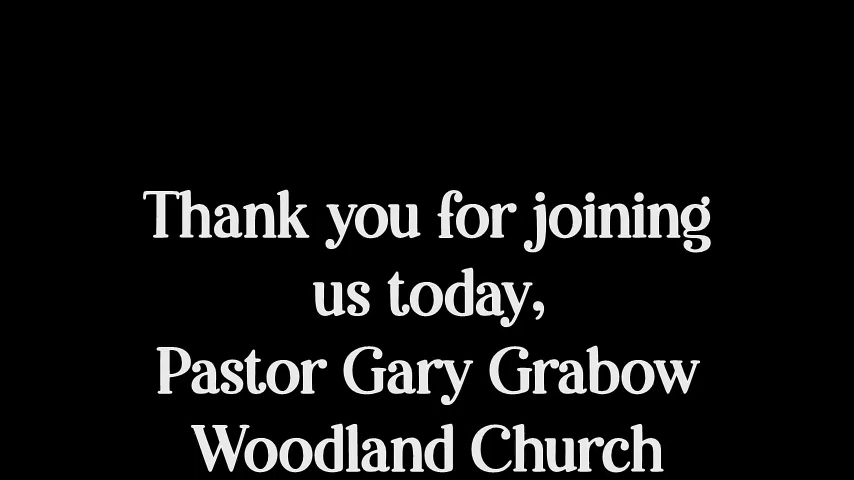 Thank you for joining
us today,
Pastor Gary Grabow
Woodland Church